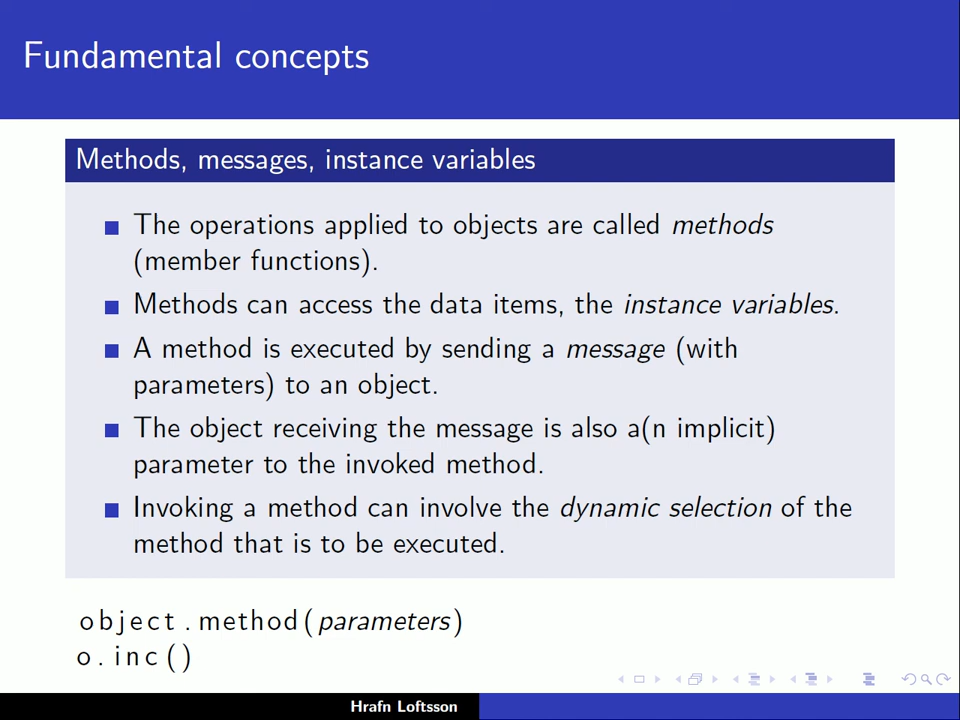 Fundamental concepts
Methods, messages, instance variables
The operations applied to objects are called methods
(member functions).
Methods can access the data items, the instance variables.
A method is executed by sending a message (with
parameters) to an object.
The object receiving the message is also a(n implicit)
parameter to the invoked method.
Invoking a method can involve the dynamic selection of the
method that is to be executed.
object.method(parameters)
o.inc()
Hrafn Loftsson